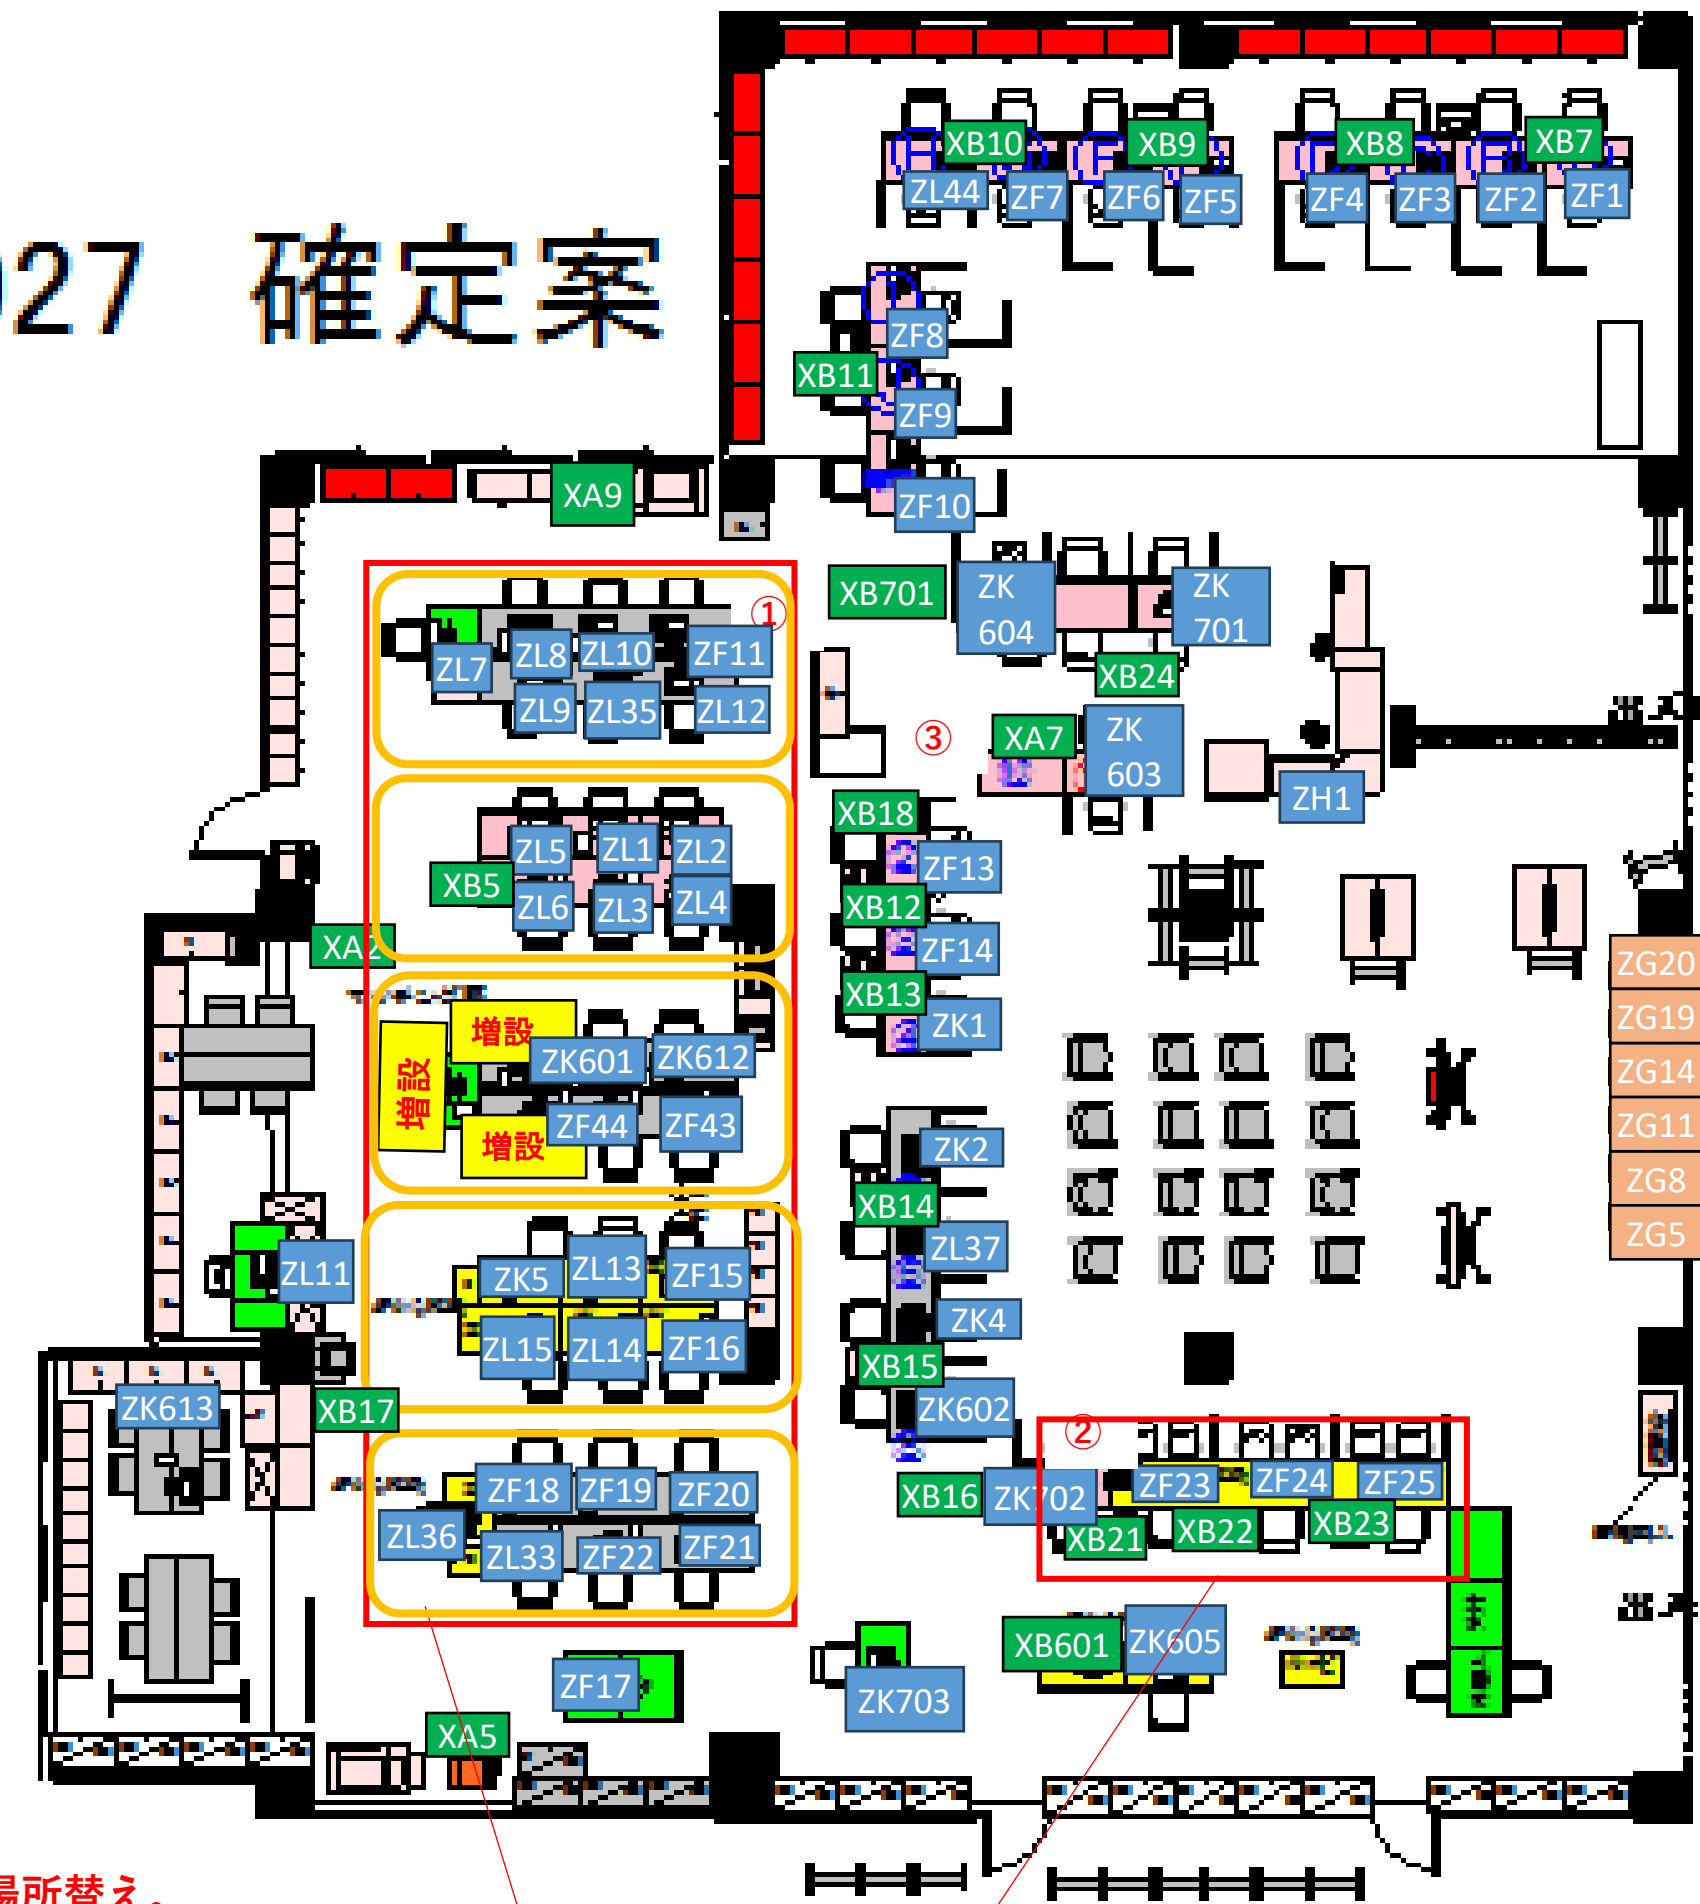 027 確定案
XB10
XB9
XB8
XB7
ZL44
ZF7
ZF6
ZF5
ZF4
ZF3
ZF2
ZF1
ZF8
XB11
ZF9
XA9
ZF10
XB701
ZK
604
ZK
701
①
ZL7
ZL8
ZL10
ZF11
XB24
ZL9
ZL35
ZL12
③
XA7
ZK
603
ZH1
XB18
ZL5
ZL1
ZL2
ZF13
XB5
ZL6
ZL3
ZL4
XB12
XA2
ZF14
ZG20
XB13
ZK1
ZG19
増設
増設
ZK601
ZK612
ZG14
増設
ZF44
ZF43
ZG11
ZK2
ZG8
XB14
ZG5
ZL37
ZL11
ZK5
ZL13
ZF15
ZK4
ZL15
ZL14
ZF16
XB15
ZK613
XB17
ZK602
②
ZF18
ZF19
ZF20
XB16
ZK702
ZF23
ZF24
ZF25
ZL36
ZL33
ZF22
ZF21
XB21
XB22
XB23
XB601
ZK605
ZF17
ZK703
XA5
場所替え。